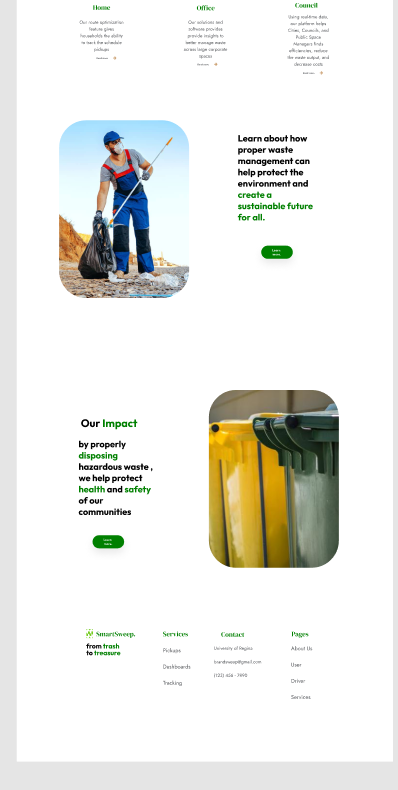 Home
Our route optimization
feature gives
households the ability
to track the schedule
pickups
Read More
Office
Our solutions and
software provides
provide insights to
better manage waste
across large corporate
spaces
Read More
Council
Using real-time data,
our platform helps
Cities, Councils, and
Public Space
Managers finds
efficiencies, reduce
the waste output, and
decrease costs
Read More
Learn about how
proper waste
management can
help protect the
environment and
create a
sustainable future
for all.
Learn
more
Our Impact
by properly
disposing
hazardous waste ,
we help protect
health and safety
of our
communities
Learn
more
SmartSweep.
from trash
to treasure
Services
Pickups
Dashboards
Tracking
Contact
University of Regina
(123) 456 - 7890
Pages
About Us
User
Driver
Services